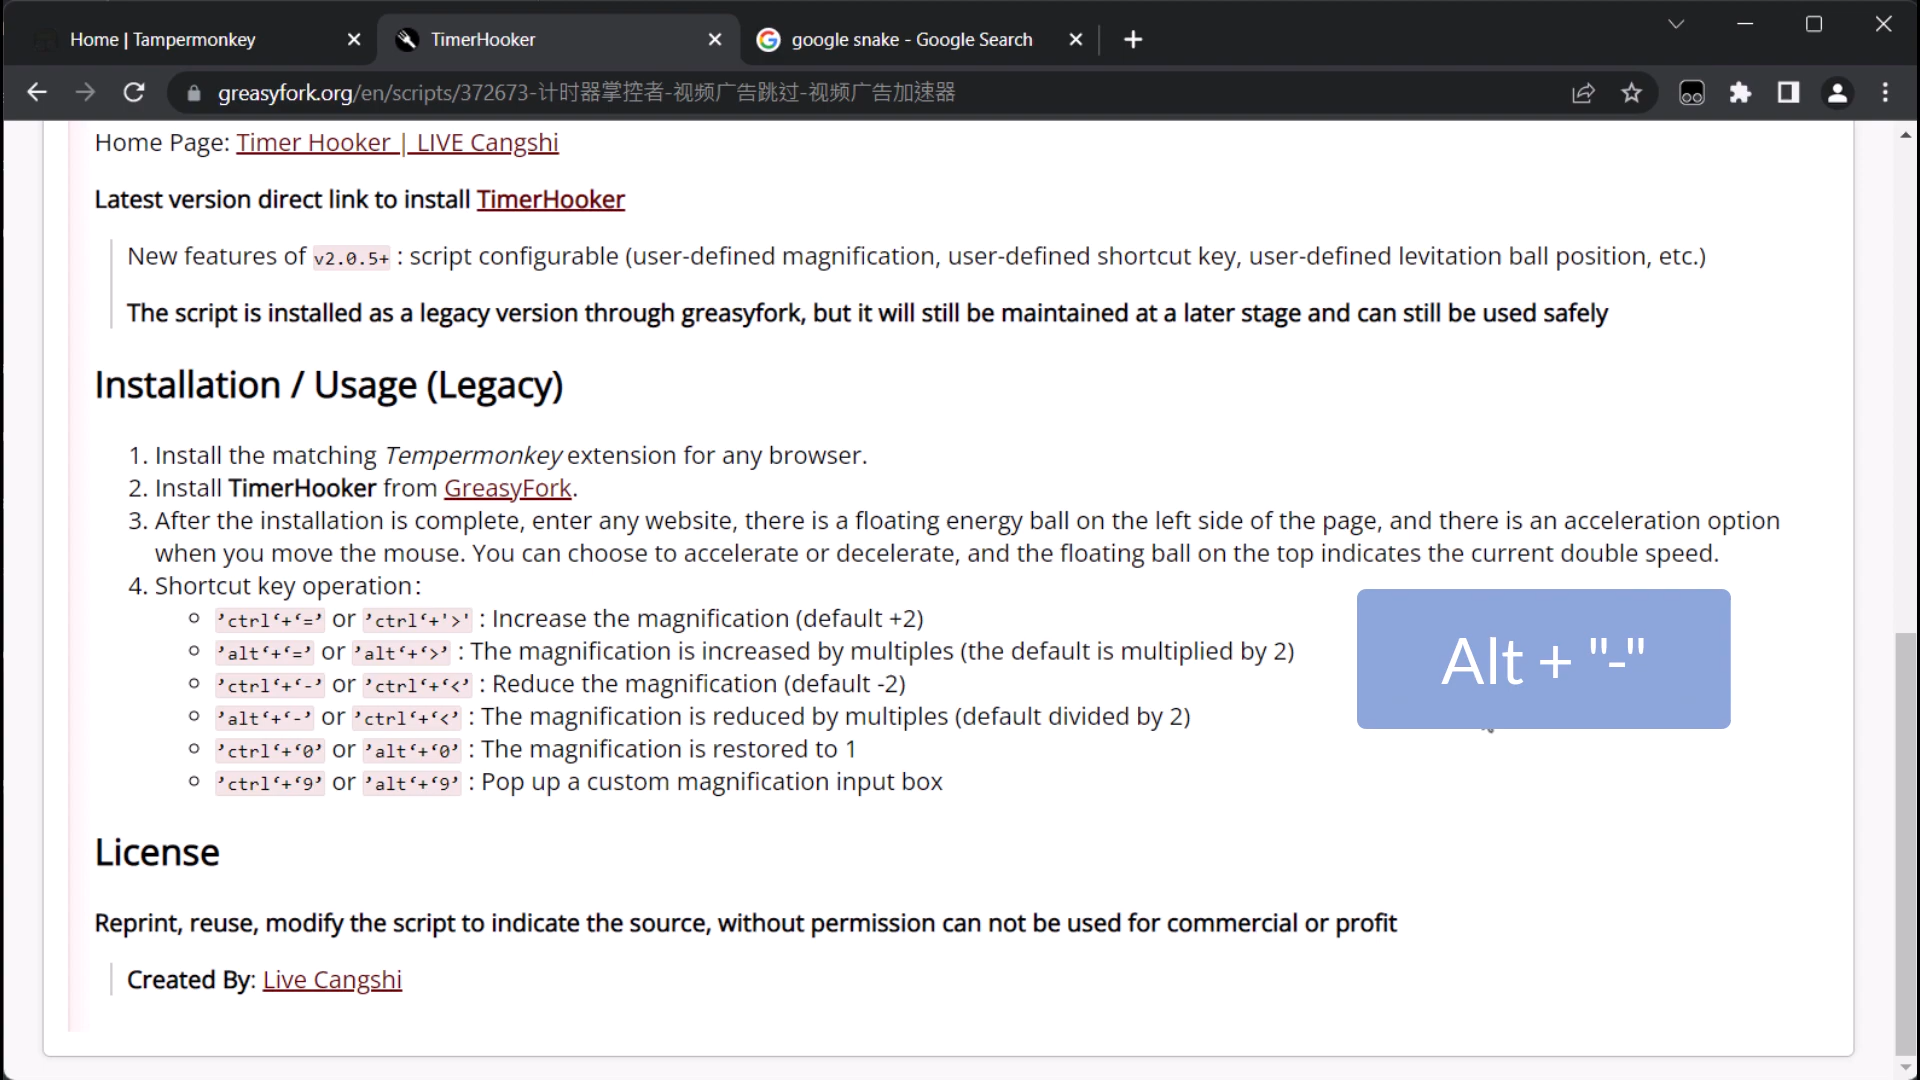 Home | Tampermonkey
TimerHooker
google snake - Google Search
greasyfork.org/en/scripts/372673-计时器掌控者-视频广告跳过-视频广告加速器
Home Page: Timer Hooker | LIVE Cangshi
Latest version direct link to install TimerHooker
New features of v2.0.5+ : script configurable (user-defined magnification, user-defined shortcut key, user-defined levitation ball position, etc.)
The script is installed as a legacy version through greasyfork, but it will still be maintained at a later stage and can still be used safely
Installation / Usage (Legacy)
1. Install the matching Tempermonkey extension for any browser.
2. Install TimerHooker from GreasyFork.
3. After the installation is complete, enter any website, there is a floating energy ball on the left side of the page, and there is an acceleration option
when you move the mouse. You can choose to accelerate or decelerate, and the floating ball on the top indicates the current double speed.
4. Shortcut key operation:
’ctrl‘+‘=’ or ’ctrl‘+'>' : Increase the magnification (default +2)
’alt‘+‘=’ or ’alt‘+‘>’ : The magnification is increased by multiples (the default is multiplied by 2)
’ctrl‘+‘-’ or ’ctrl‘+‘<’ : Reduce the magnification (default -2)
’alt‘+‘-’ or ’ctrl‘+‘<’ : The magnification is reduced by multiples (default divided by 2)
’ctrl‘+‘0’ or ’alt‘+‘0’ : The magnification is restored to 1
’ctrl‘+‘9’ or ’alt‘+‘9’ : Pop up a custom magnification input box
Alt + "-"
License
Reprint, reuse, modify the script to indicate the source, without permission can not be used for commercial or profit
Created By: Live Cangshi